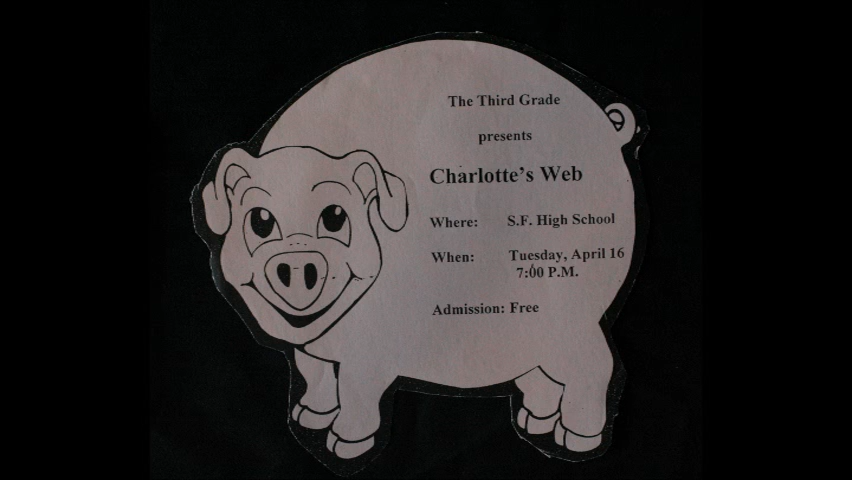 The Third Grade
presents
Charlotte's Web
Where: S.F. High School
When: Tuesday, April 16
7:00 P.M.
Admission: Free